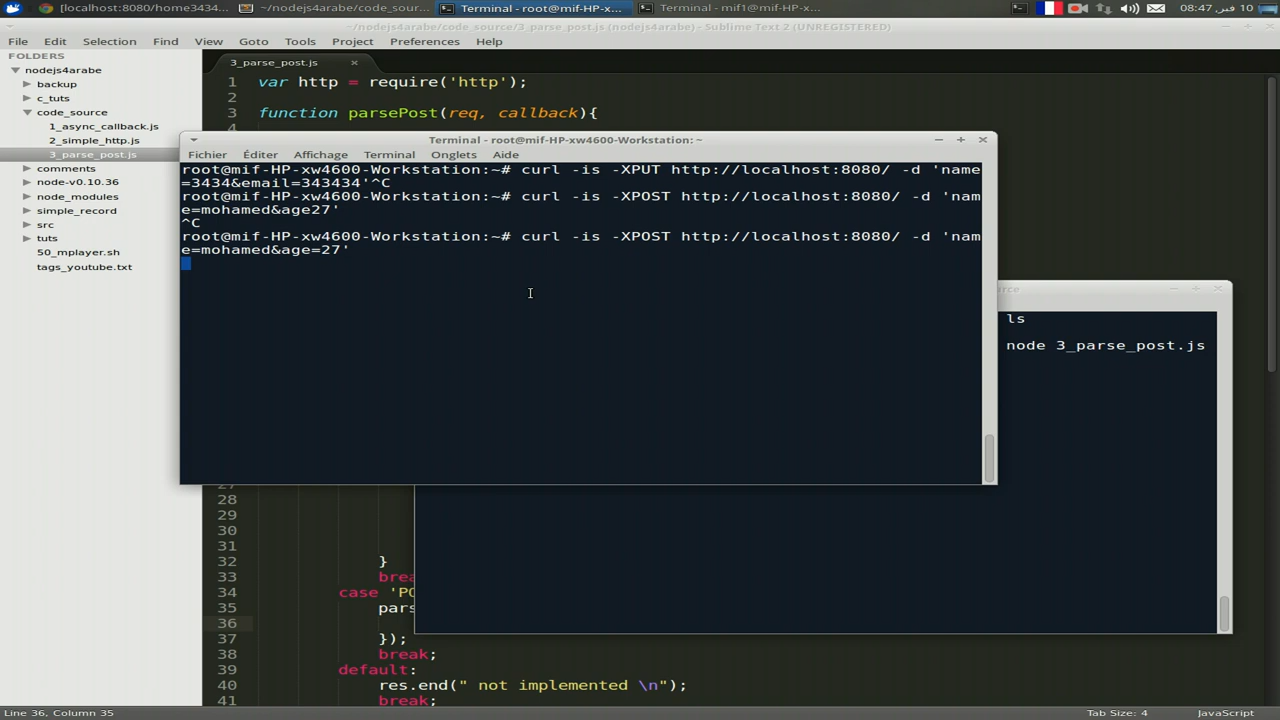 [localhost:8080/home3434...
~/nodejs4arabe/code_sour...
Terminal - root@mif-HP-x...
Terminal - mif1@mif-HP-x...
08:47 ,فبر 10
~/nodejs4arabe/code_source/3_parse_post.js (nodejs4arabe) - Sublime Text 2 (UNREGISTERED)
File Edit Selection Find View Goto Tools Project Preferences Help
FOLDERS
nodejs4arabe
backup
c_tuts
code_source
1_async_callback.js
2_simple_http.js
3_parse_post.js
comments
node-v0.10.36
node_modules
simple_record
src
tuts
50_mplayer.sh
tags_youtube.txt
3_parse_post.js
1 var http = require('http');
2
3 function parsePost(req, callback){
4
Terminal - root@mif-HP-xw4600-Workstation: ~
Fichier Éditer Affichage Terminal Onglets Aide
root@mif-HP-xw4600-Workstation:~# curl -is -XPUT http://localhost:8080/ -d 'name
=3434&email=343434'^C
root@mif-HP-xw4600-Workstation:~# curl -is -XPOST http://localhost:8080/ -d 'nam
e=mohamed&age27'
^C
root@mif-HP-xw4600-Workstation:~# curl -is -XPOST http://localhost:8080/ -d 'nam
e=mohamed&age=27'
ls
node 3_parse_post.js
28
29
30
31
32 }
33 brea
34 case 'PO
35 pars
36
37 });
38 break;
39 default:
40 res.end(" not implemented \n");
41 break;
Line 36, Column 35
Tab Size: 4
JavaScript